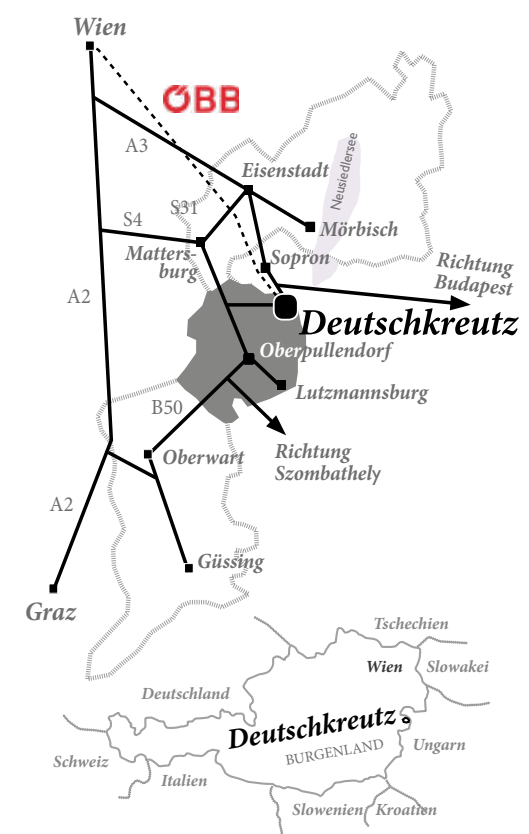 Wien
ÖBB
A3
Eisenstadt
Neusiedlersee
S31
S4
Mörbisch
Matters-
burg
Sopron
Richtung
Budapest
A2
Deutschkreutz
Oberpullendorf
Lutzmannsburg
B50
Oberwart
Richtung
Szombathely
A2
Güssing
Graz
Tschechien
Wien
Slowakei
Deutschland
Deutschkreutz
BURGENLAND
Ungarn
Schweiz
Italien
Slowenien
Kroatien